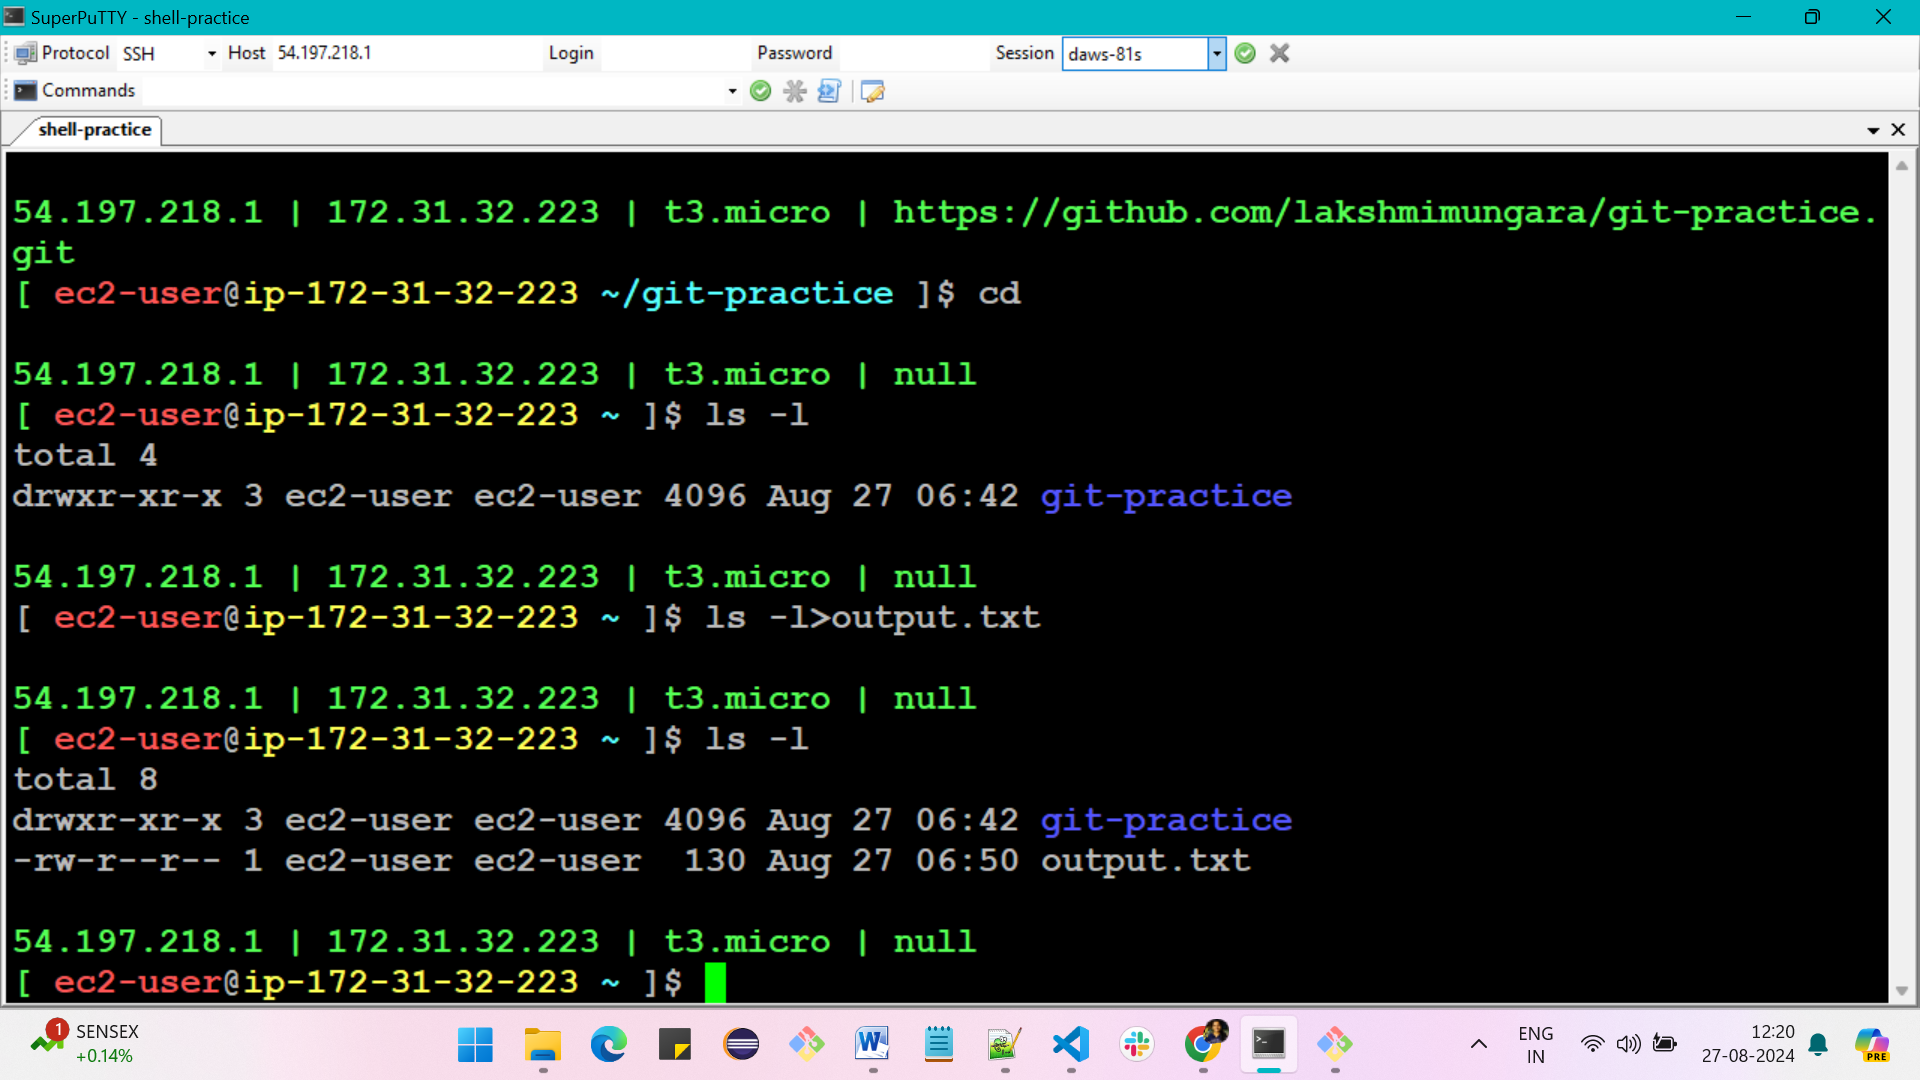 SuperPuTTY - shell-practice
Protocol SSH Host 54.197.218.1 Login Password Session daws-81s
Commands
shell-practice
54.197.218.1 | 172.31.32.223 | t3.micro | https://github.com/lakshmimungara/git-practice.
git
[ ec2-user@ip-172-31-32-223 ~/git-practice ]$ cd
54.197.218.1 | 172.31.32.223 | t3.micro | null
[ ec2-user@ip-172-31-32-223 ~ ]$ ls -l
total 4
drwxr-xr-x 3 ec2-user ec2-user 4096 Aug 27 06:42 git-practice
54.197.218.1 | 172.31.32.223 | t3.micro | null
[ ec2-user@ip-172-31-32-223 ~ ]$ ls -l>output.txt
54.197.218.1 | 172.31.32.223 | t3.micro | null
[ ec2-user@ip-172-31-32-223 ~ ]$ ls -l
total 8
drwxr-xr-x 3 ec2-user ec2-user 4096 Aug 27 06:42 git-practice
-rw-r--r-- 1 ec2-user ec2-user  130 Aug 27 06:50 output.txt
54.197.218.1 | 172.31.32.223 | t3.micro | null
[ ec2-user@ip-172-31-32-223 ~ ]$
1 SENSEX
+0.14%
W
ENG
IN
12:20
27-08-2024
PRE